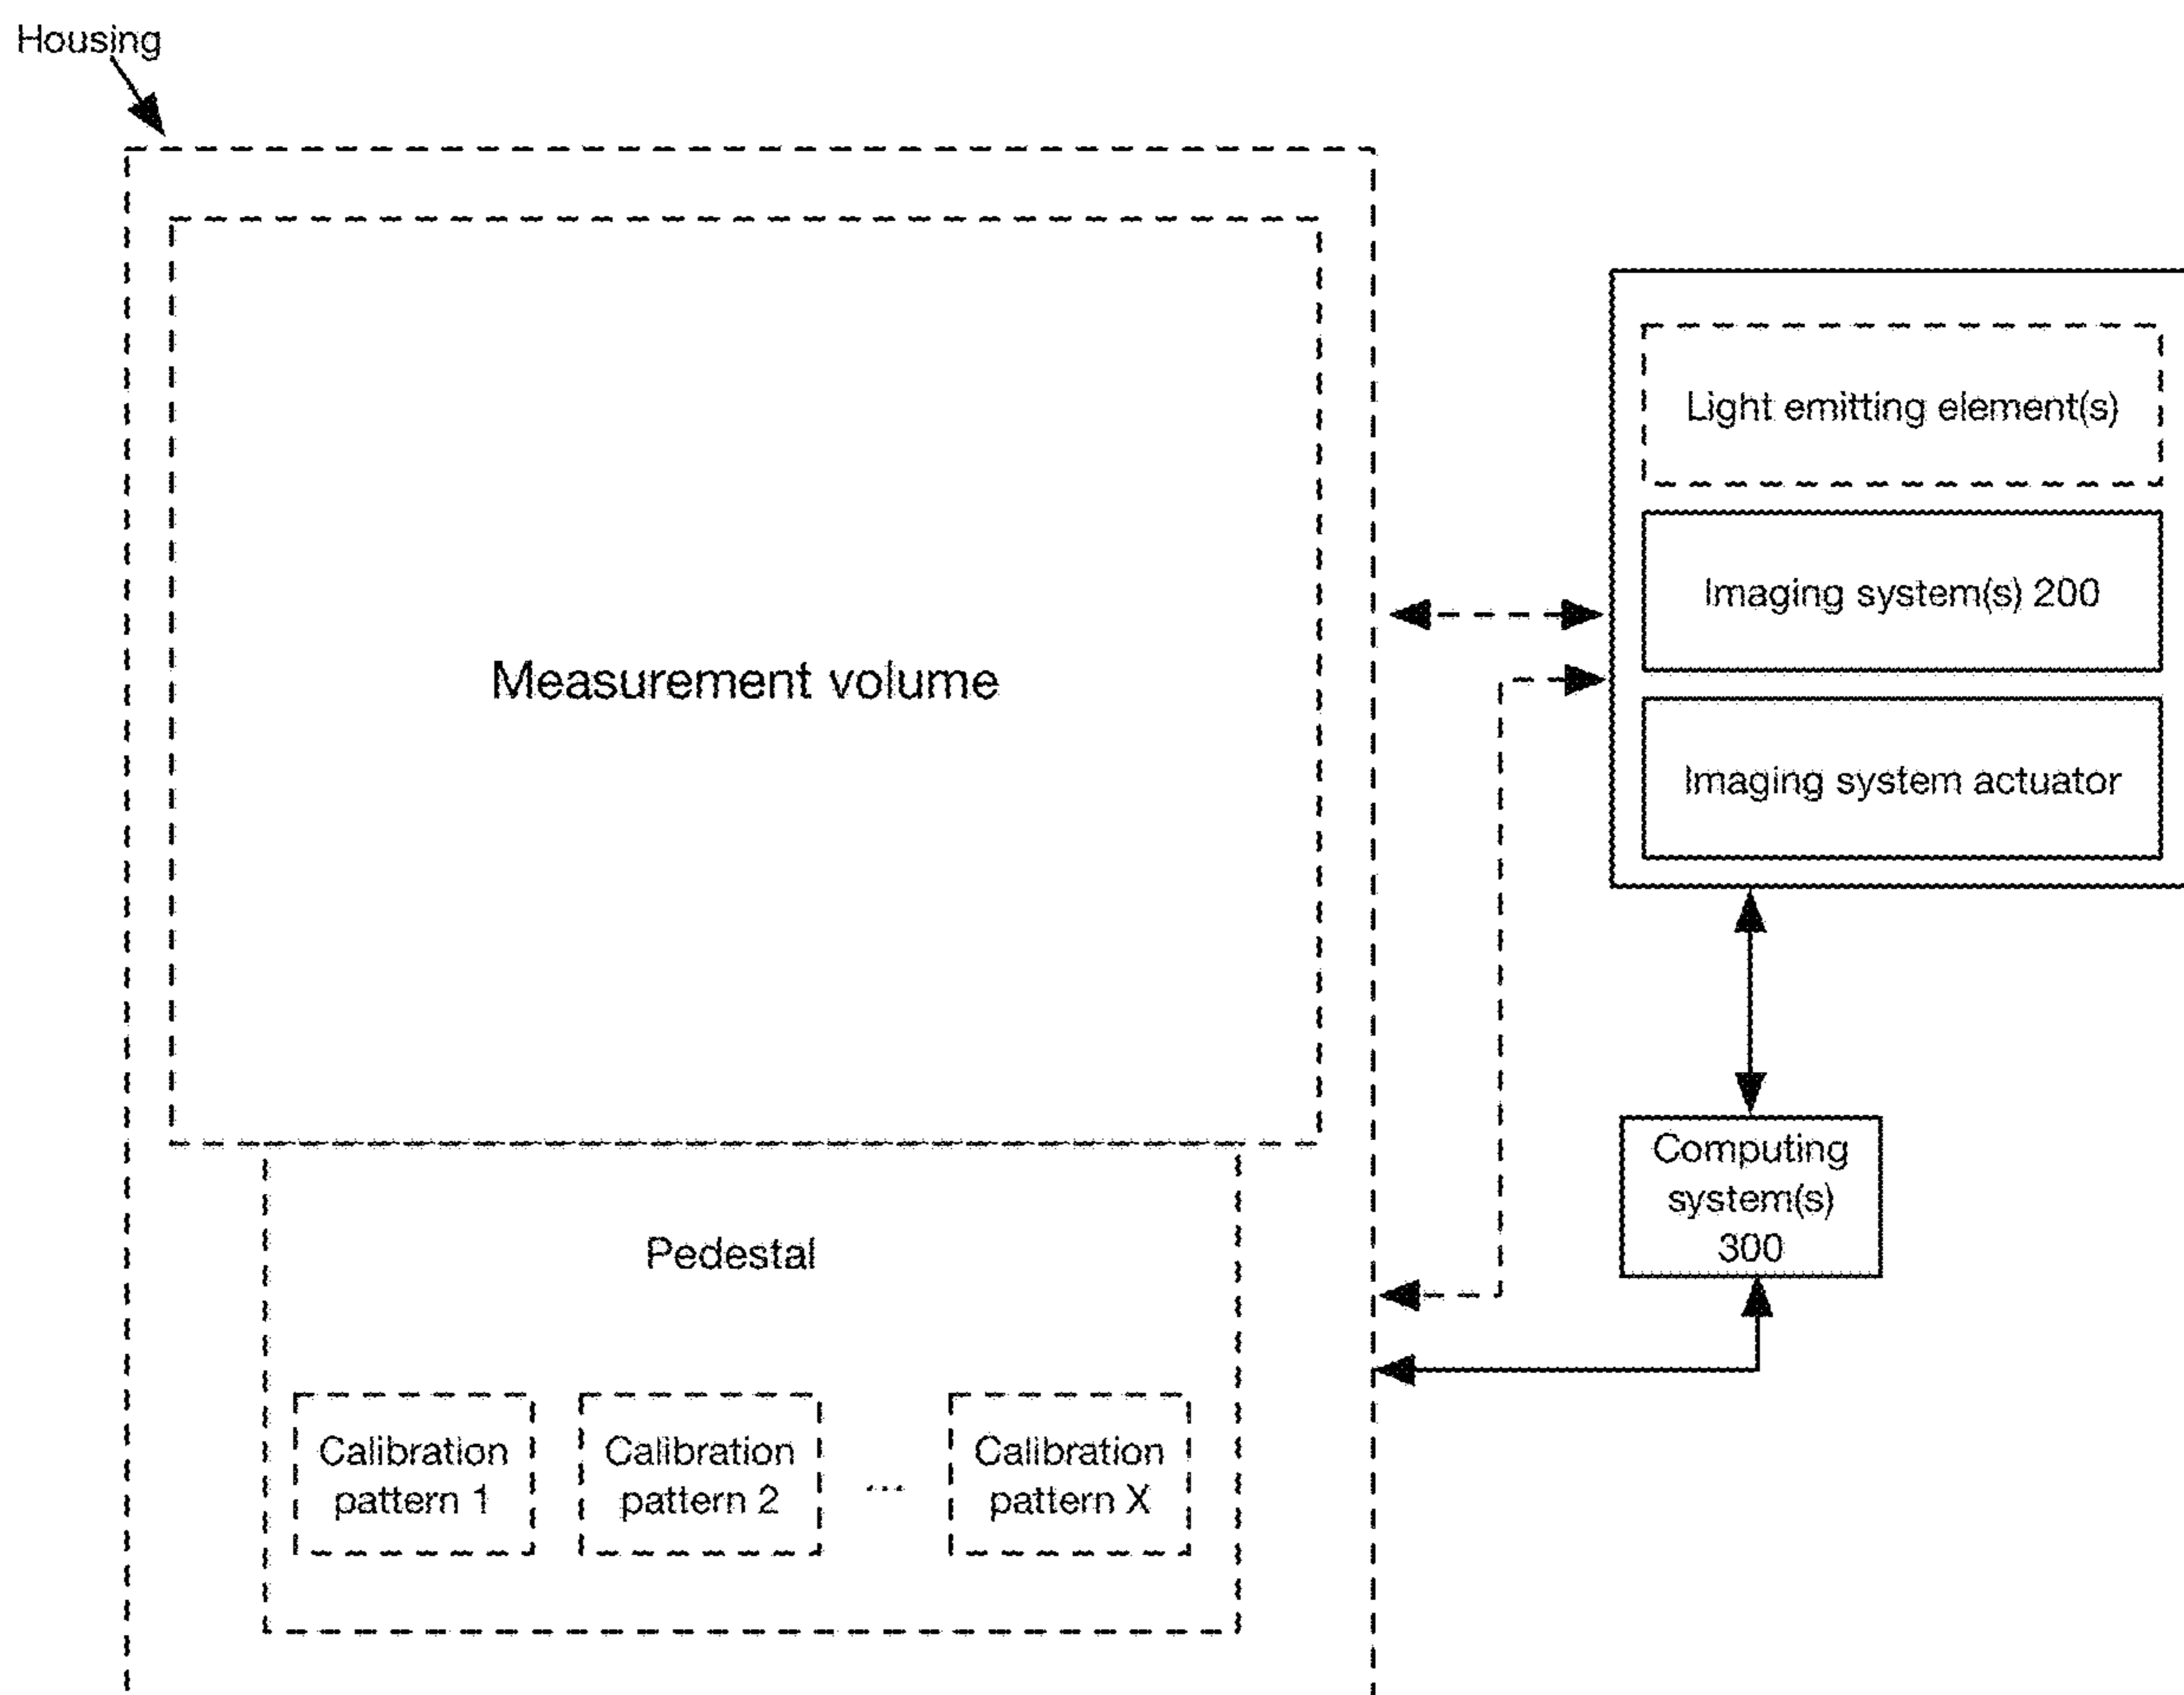 Housing
Measurement volume
Light emitting element(s)
Imaging system(s) 200
Imaging system actuator
Computing
system(s)
300
Pedestal
Calibration
pattern 1
Calibration
pattern 2
...
Calibration
pattern X